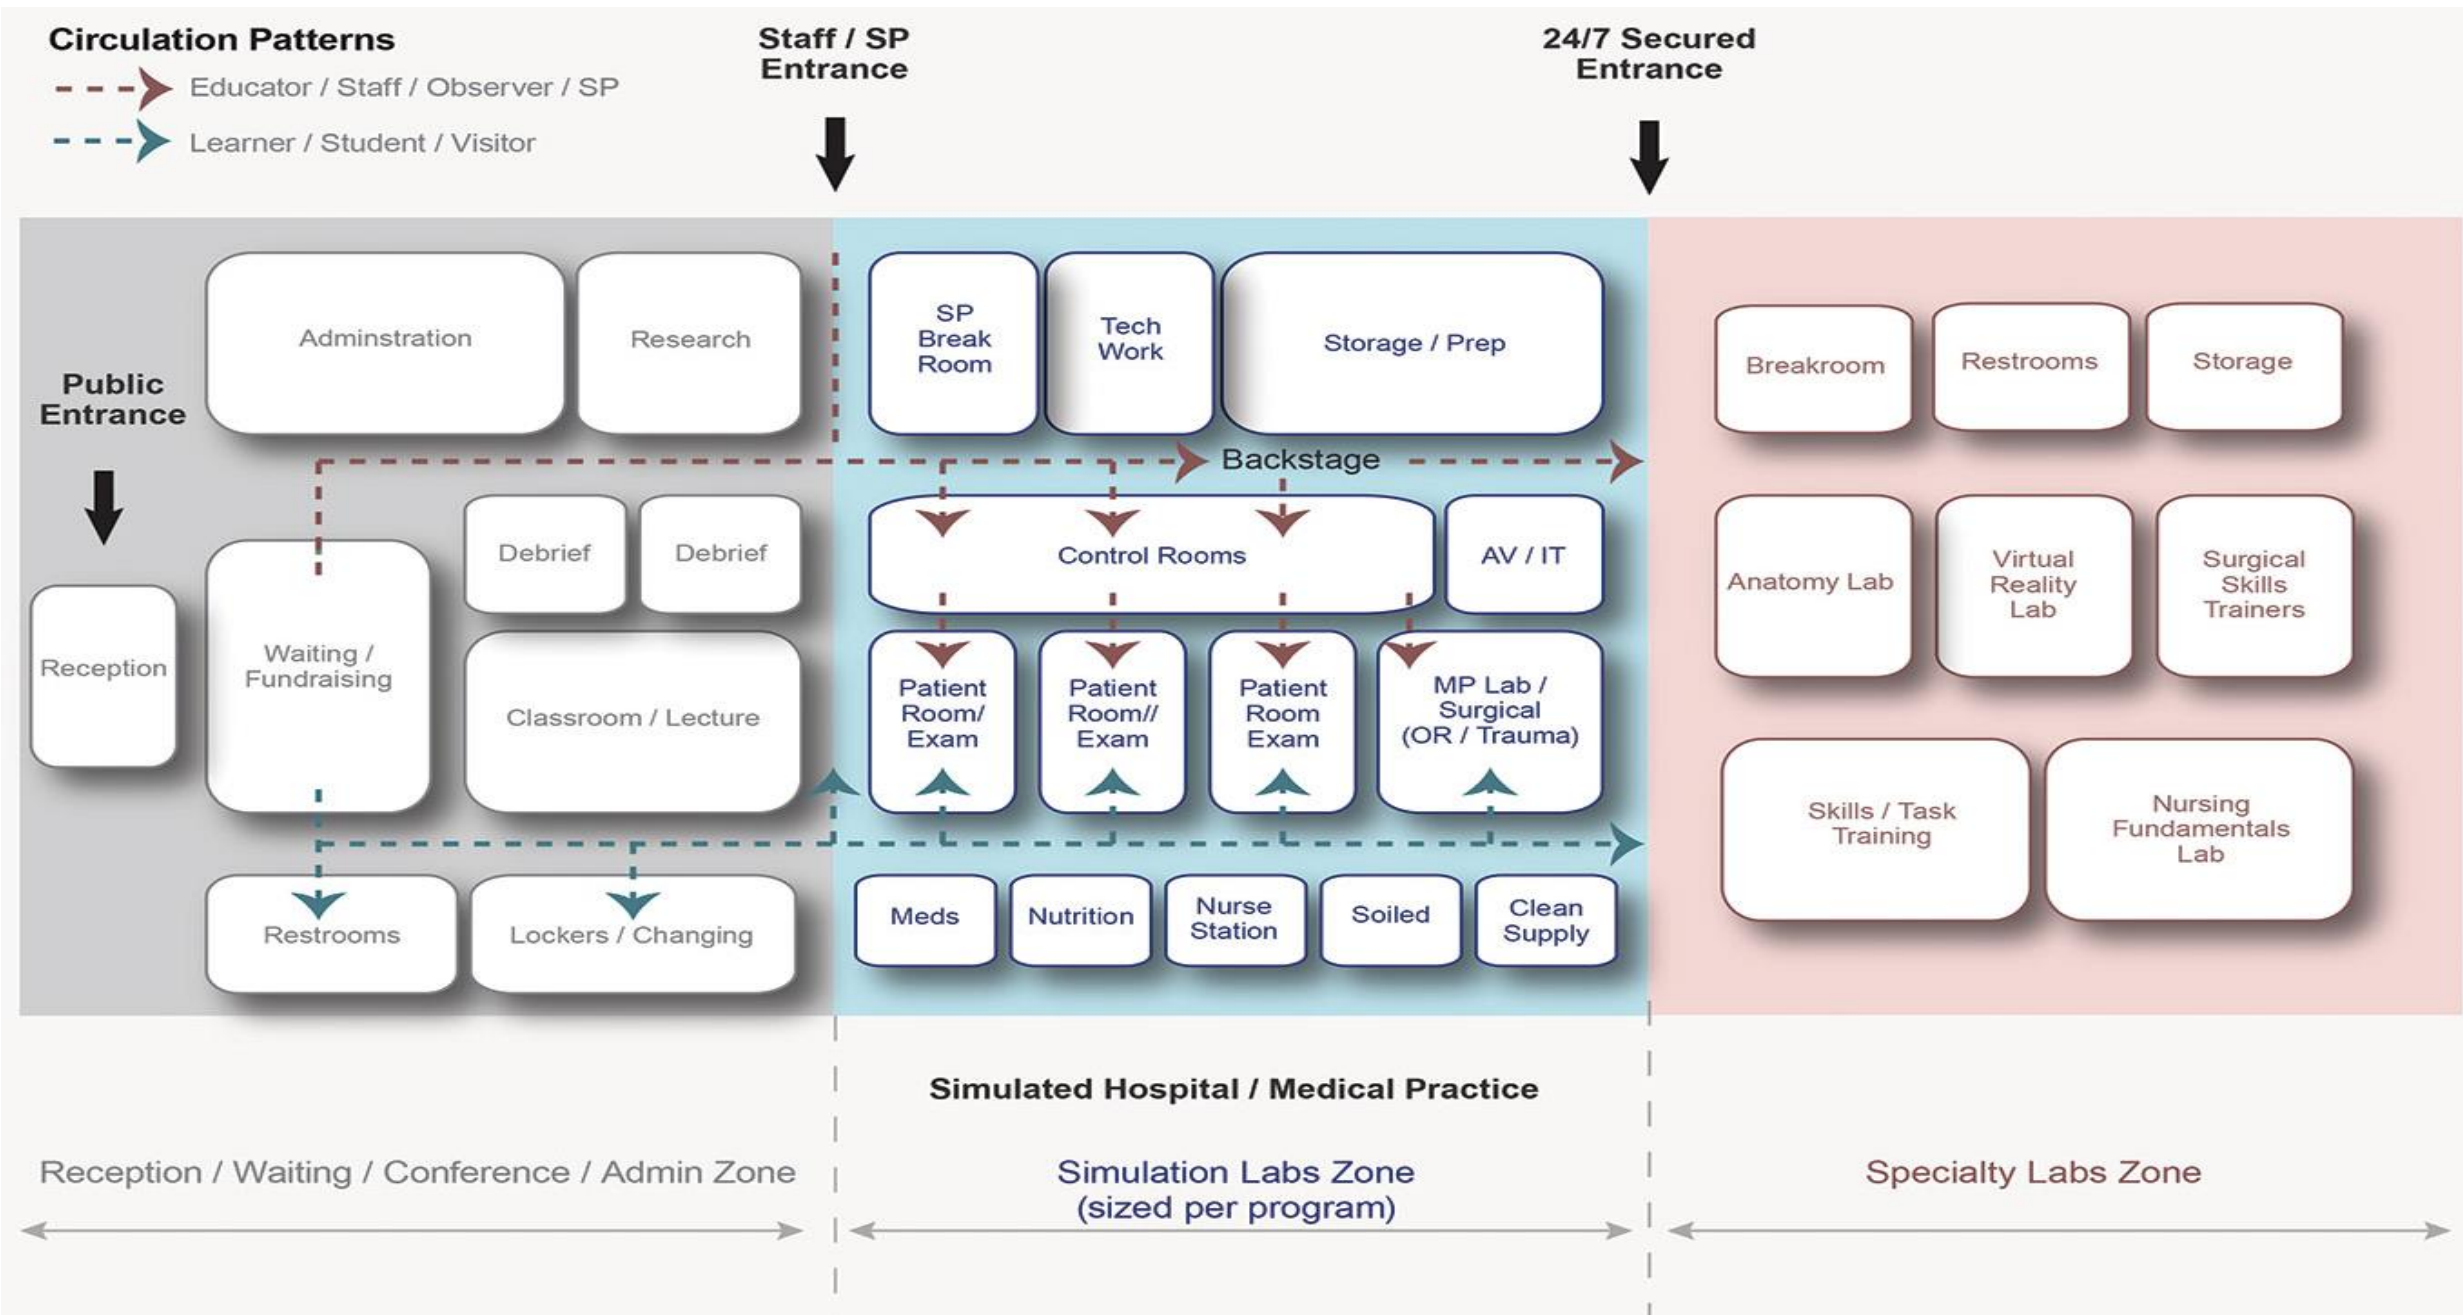 Circulation Patterns
Educator / Staff / Observer / SP
Learner / Student / Visitor
Staff / SP
Entrance
24/7 Secured
Entrance
Public
Entrance
Adminstration
Research
Reception
Waiting /
Fundraising
Debrief
Debrief
Classroom / Lecture
Restrooms
Lockers / Changing
SP
Break
Room
Tech
Work
Storage / Prep
Backstage
Control Rooms
AV / IT
Patient
Room/
Exam
Patient
Room//
Exam
Patient
Room
Exam
MP Lab /
Surgical
(OR / Trauma)
Meds
Nutrition
Nurse
Station
Soiled
Clean
Supply
Breakroom
Restrooms
Storage
Anatomy Lab
Virtual
Reality
Lab
Surgical
Skills
Trainers
Skills / Task
Training
Nursing
Fundamentals
Lab
Simulated Hospital / Medical Practice
Reception / Waiting / Conference / Admin Zone
Simulation Labs Zone
(sized per program)
Specialty Labs Zone